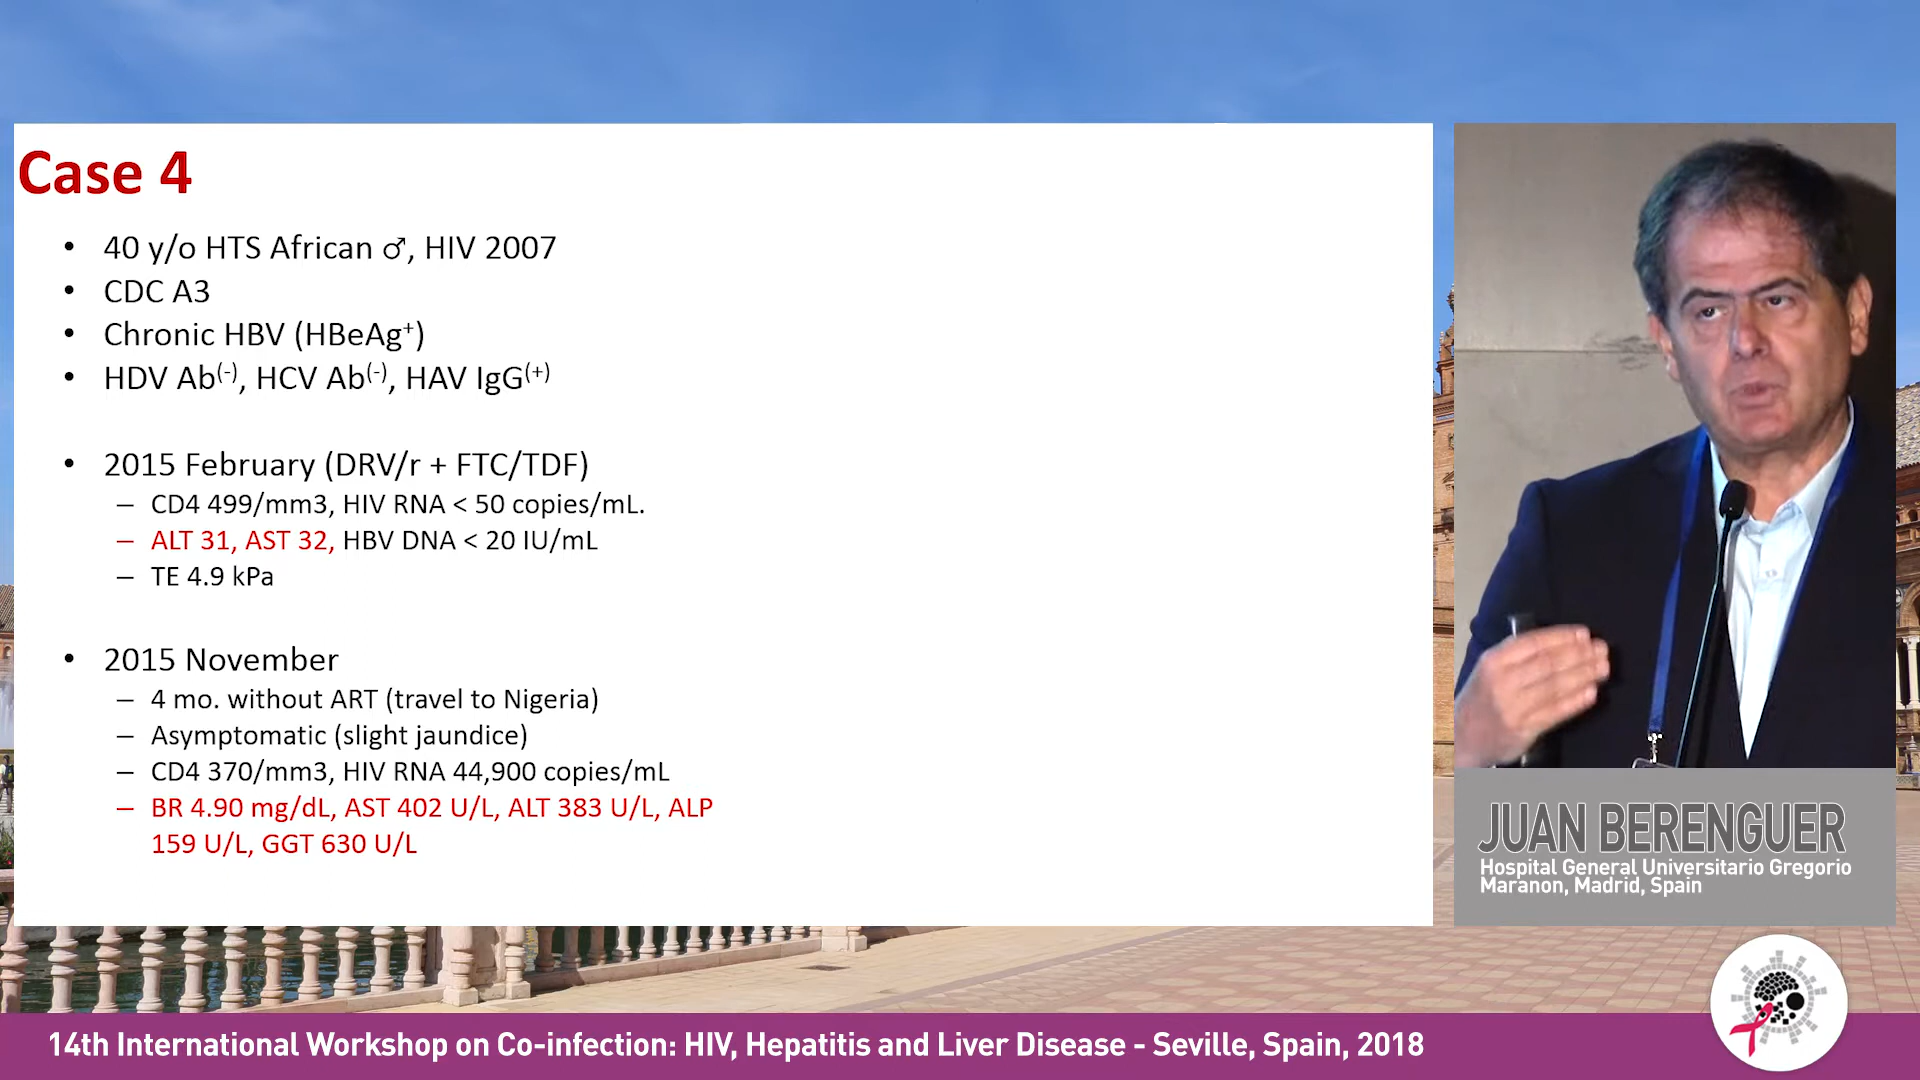 Case 4
• 40 y/o HTS African ♂, HIV 2007
• CDC A3
• Chronic HBV (HBeAg⁺)
• HDV Ab⁽⁻⁾, HCV Ab⁽⁻⁾, HAV IgG⁽⁺⁾
• 2015 February (DRV/r + FTC/TDF)
– CD4 499/mm3, HIV RNA < 50 copies/mL.
– ALT 31, AST 32, HBV DNA < 20 IU/mL
– TE 4.9 kPa
• 2015 November
– 4 mo. without ART (travel to Nigeria)
– Asymptomatic (slight jaundice)
– CD4 370/mm3, HIV RNA 44,900 copies/mL
– BR 4.90 mg/dL, AST 402 U/L, ALT 383 U/L, ALP
159 U/L, GGT 630 U/L
JUAN BERENGUER
Hospital General Universitario Gregorio
Maranon, Madrid, Spain
14th International Workshop on Co-infection: HIV, Hepatitis and Liver Disease - Seville, Spain, 2018